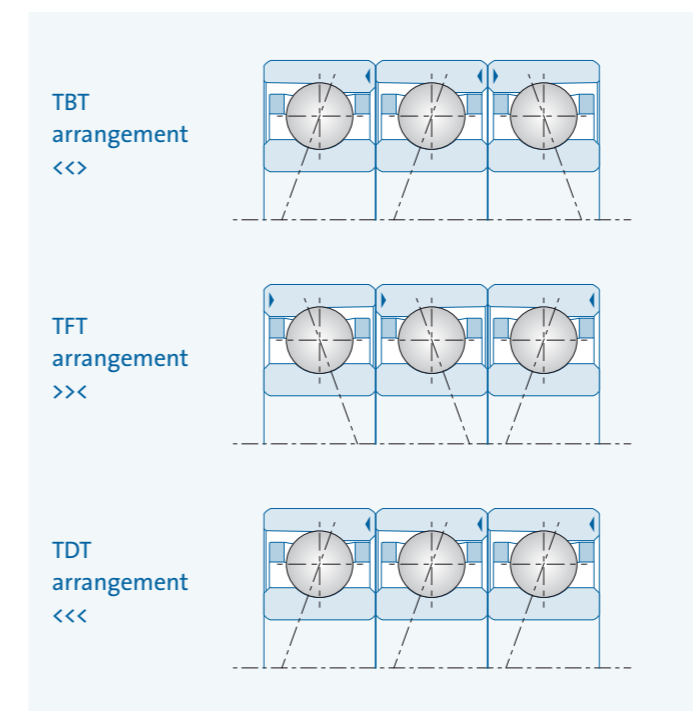 TBT
arrangement
<<>
TFT
arrangement
>><
TDT
arrangement
<<<